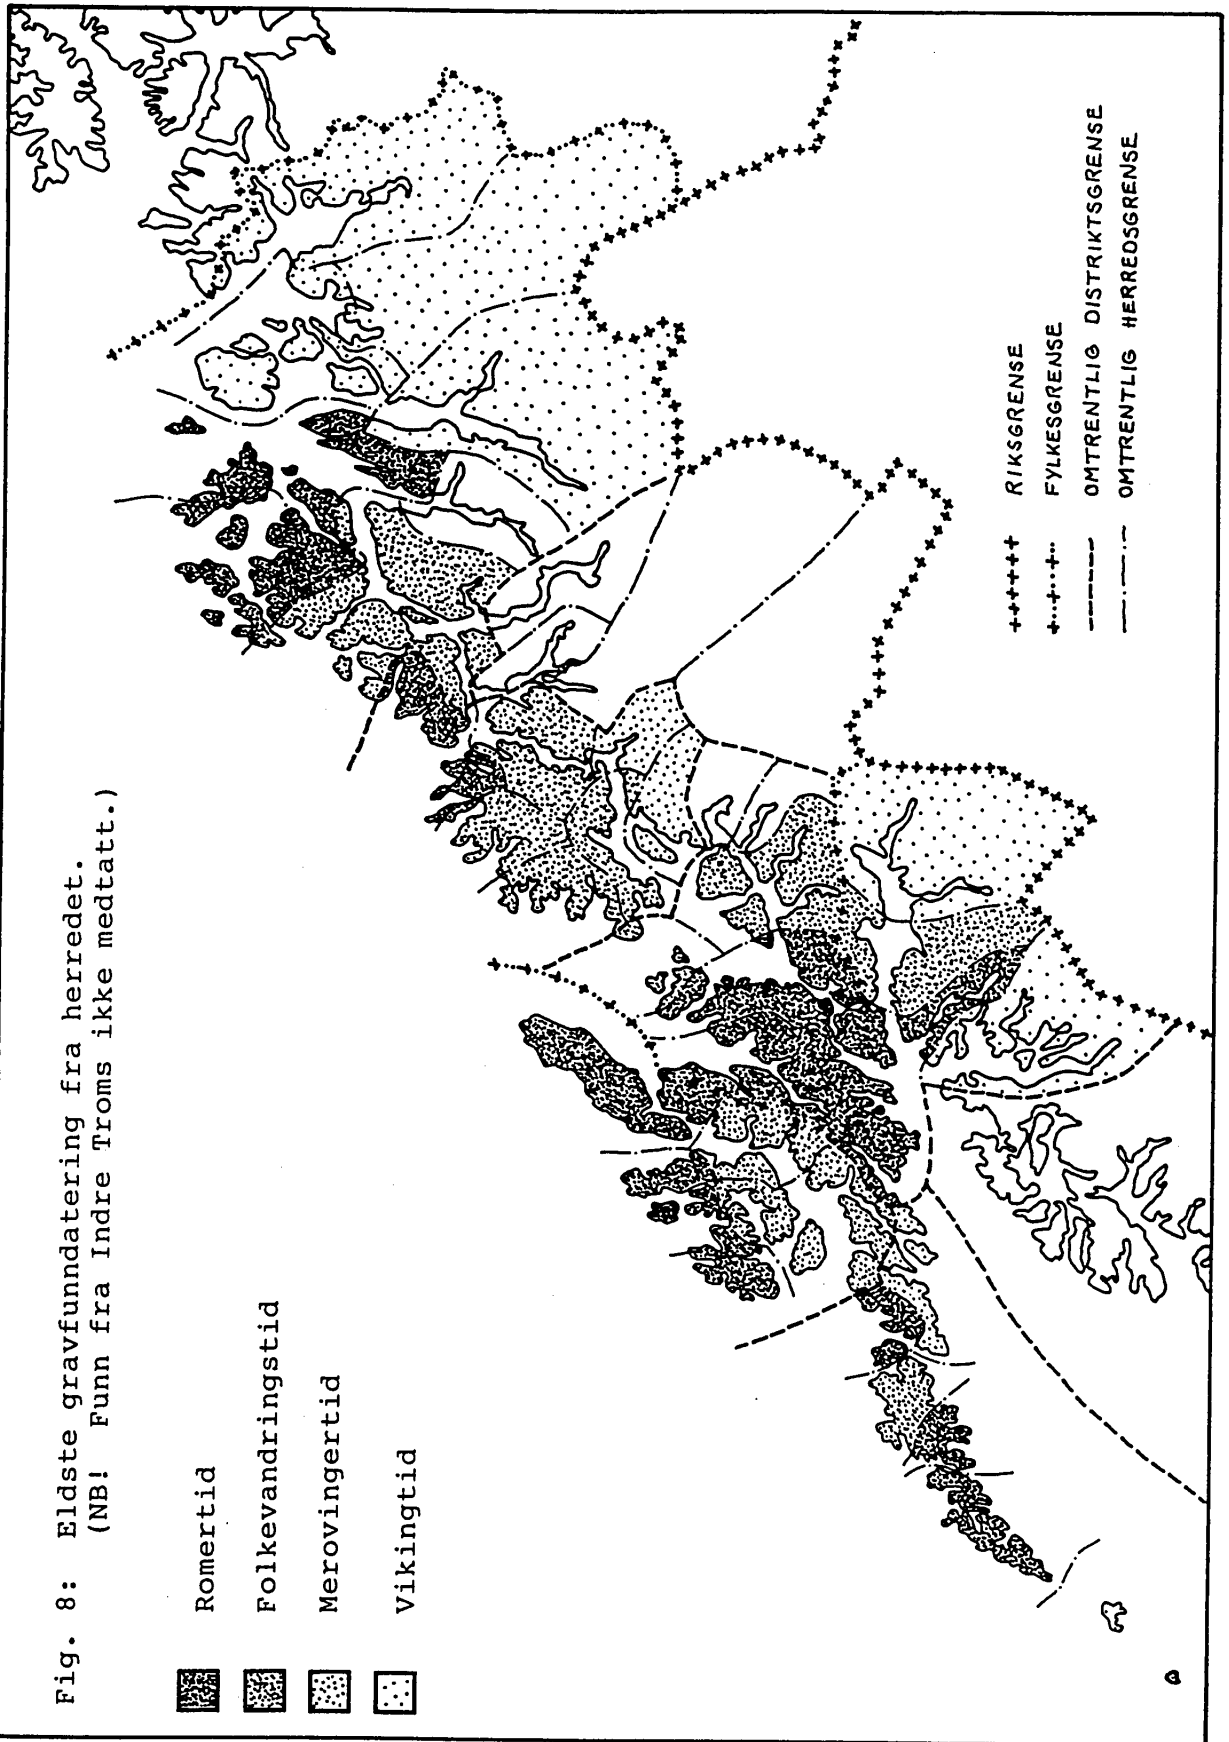 Fig. 8: Eldste gravfunndatering fra herredet.
(NB! Funn fra Indre Troms ikke medtatt.)
Romertid
Folkevandringstid
Merovingertid
Vikingtid
RIKSGRENSE
FYLKESGRENSE
OMTRENTLIG DISTRIKTSGRENSE
OMTRENTLIG HERREDSGRENSE